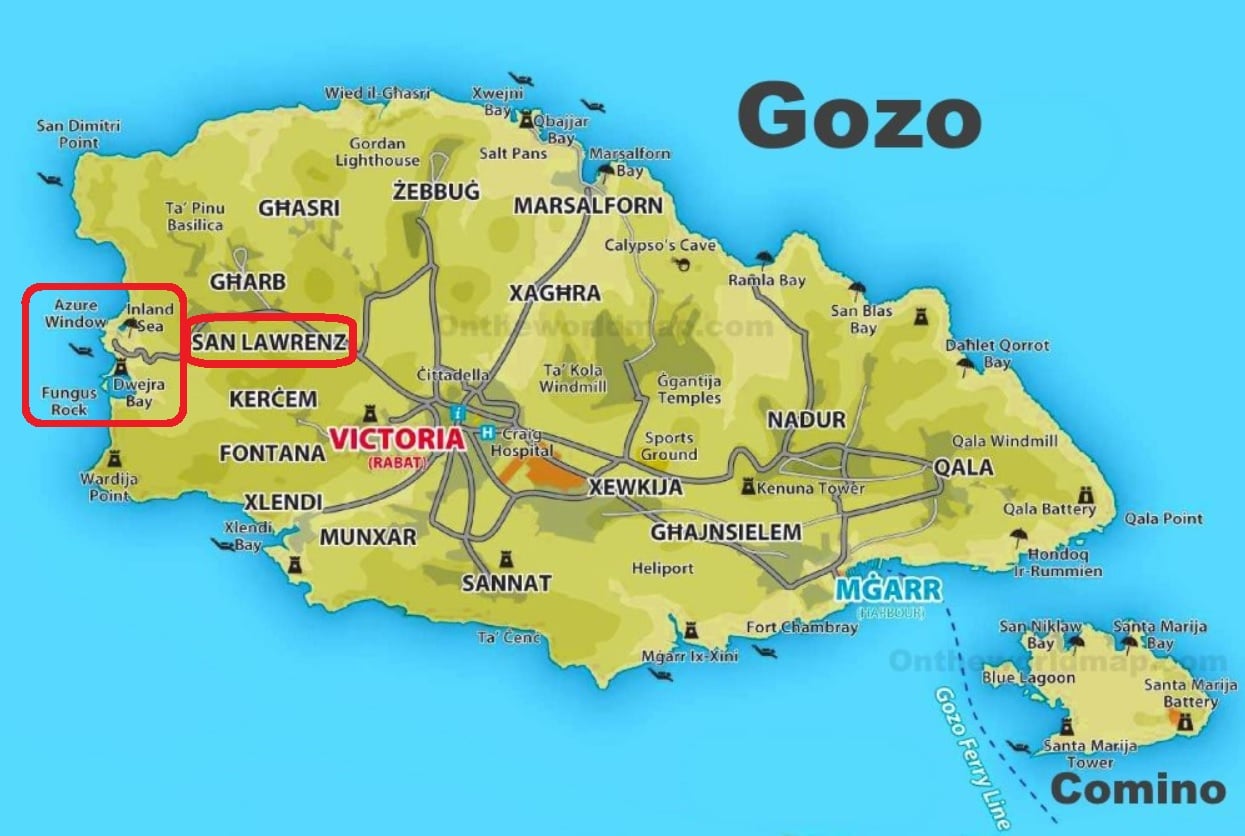 Gozo
Wied il-Għasri
Xwejni
Bay
Qbajjar
Bay
San Dimitri
Point
Gordan
Lighthouse
Salt Pans
Marsalforn
Bay
ŻEBBUĠ
Ta' Pinu
Basilica
GĦASRI
MARSALFORN
Calypso's Cave
GĦARB
XAGĦRA
Ramla Bay
San Blas
Bay
Azure
Window
Inland
Sea
Ontheworldmap.com
SAN LAWRENZ
Daħlet Qorrot
Bay
Ċittadella
Ta' Kola
Windmill
Ġgantija
Temples
Fungus
Rock
Dwejra
Bay
KERĊEM
i
NADUR
VICTORIA
(RABAT)
H
Craig
Hospital
Sports
Ground
Qala Windmill
FONTANA
QALA
Wardija
Point
XEWKIJA
Kenuna Tower
XLENDI
Qala Battery
Qala Point
Xlendi
Bay
MUNXAR
GĦAJNSIELEM
Ħondoq
Ir-Rummien
SANNAT
Heliport
MĠARR
(HARBOUR)
Ta' Ċenċ
Mġarr Ix-Xini
Fort Chambray
San Niklaw
Bay
Santa Marija
Bay
Ontheworldmap.com
Blue Lagoon
Santa Marija
Battery
Gozo Ferry Line
Santa Marija
Tower
Comino